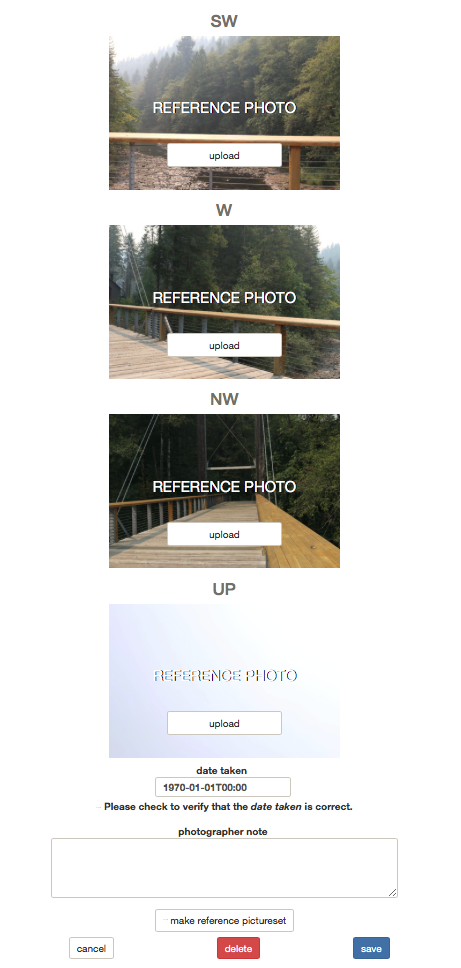 SW
REFERENCE PHOTO
upload
W
REFERENCE PHOTO
upload
NW
REFERENCE PHOTO
upload
UP
REFERENCE PHOTO
upload
date taken
1970-01-01T00:00
Please check to verify that the date taken is correct.
photographer note
make reference pictureset
cancel delete save